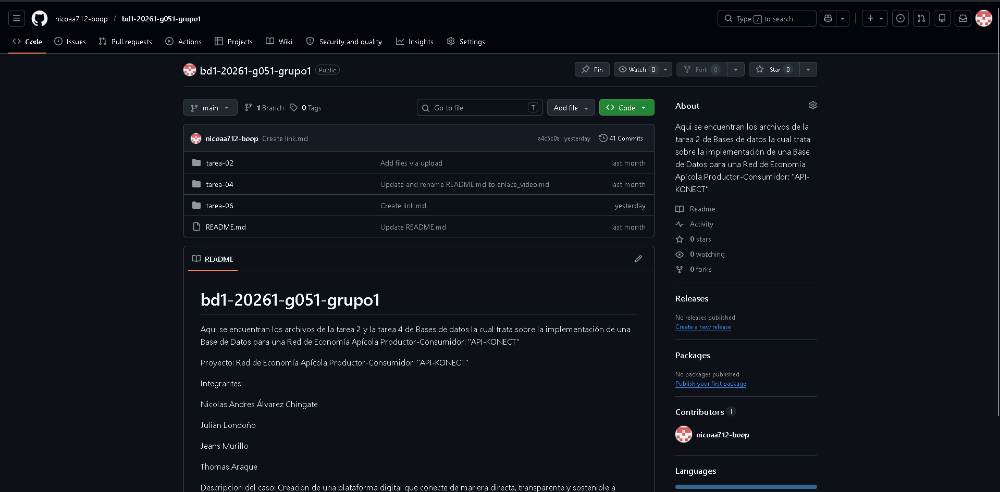 nicoaa712-boop / bd1-20261-g051-grupo1
Type / to search
Code
Issues
Pull requests
Actions
Projects
Wiki
Security and quality
Insights
Settings
bd1-20261-g051-grupo1 Public
Pin
Watch 0
Fork 0
Star 0
main
1 Branch
0 Tags
Go to file T
Add file
Code
nicoaa712-boop Create link.md a4c5c0a · yesterday 41 Commits
tarea-02 Add files via upload last month
tarea-04 Update and rename README.md to enlace_video.md last month
tarea-06 Create link.md yesterday
README.md Update README.md last month
README
bd1-20261-g051-grupo1
Aqui se encuentran los archivos de la tarea 2 y la tarea 4 de Bases de datos la cual trata sobre la implementación de una
Base de Datos para una Red de Economía Apícola Productor-Consumidor: "API-KONECT"
Proyecto: Red de Economía Apícola Productor-Consumidor: "API-KONECT"
Integrantes:
Nicolas Andres Álvarez Chingate
Julián Londoño
Jeans Murillo
Thomas Araque
Descripcion del caso: Creación de una plataforma digital que conecte de manera directa, transparente y sostenible a
About
Aqui se encuentran los archivos de la
tarea 2 de Bases de datos la cual trata
sobre la implementación de una Base
de Datos para una Red de Economía
Apícola Productor-Consumidor: "API-
KONECT"
Readme
Activity
0 stars
0 watching
0 forks
Releases
No releases published
Create a new release
Packages
No packages published
Publish your first package
Contributors 1
nicoaa712-boop
Languages